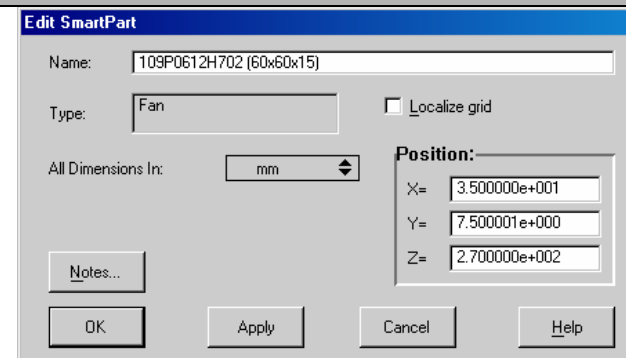 Edit SmartPart
Name: 109P0612H702 (60x60x15)
Type: Fan
Localize grid
All Dimensions In: mm
Position:
X= 3.500000e+001
Y= 7.500001e+000
Z= 2.700000e+002
Notes...
OK Apply Cancel Help